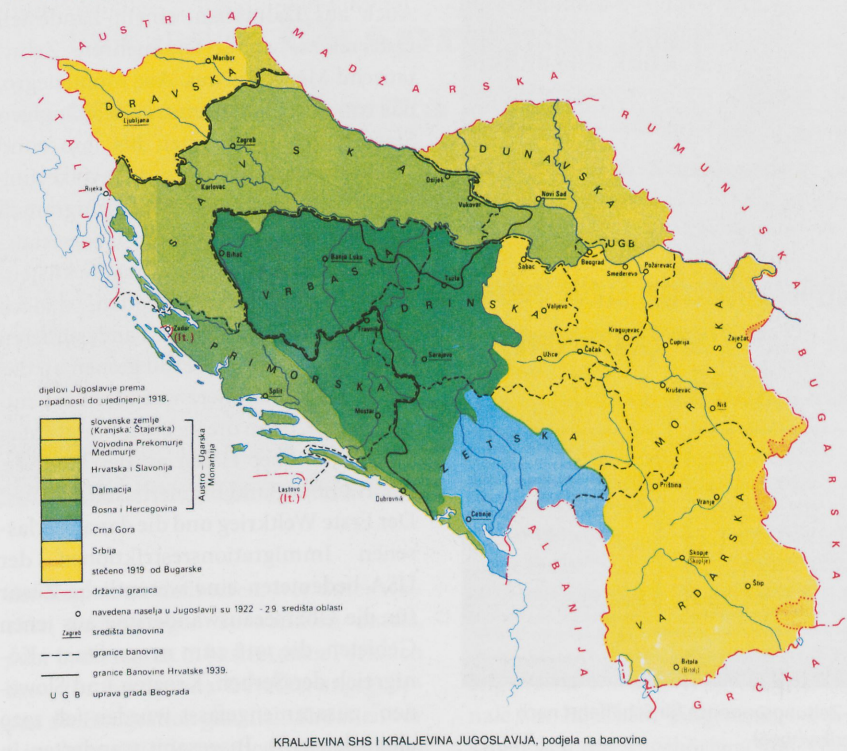 AUSTRIJA
MADŽARSKA
ITALIJA
RUMUNJSKA
BUGARSKA
GRČKA
ALBANIJA
DRAVSKA
SAVSKA
DUNAVSKA
VRBASKA
DRINSKA
PRIMORSKA
ZETSKA
MORAVSKA
VARDARSKA
UGB
Maribor
Ljubljana
Zagreb
Karlovac
Rijeka
Osijek
Vukovar
Novi Sad
Beograd
Šabac
Smederevo
Požarevac
Bihać
Banja Luka
Tuzla
Travnik
Sarajevo
Mostar
Valjevo
Kragujevac
Užice
Čačak
Ćuprija
Zaječar
Kruševac
Niš
Zadar
(It.)
Split
Lastovo
(It.)
Dubrovnik
Cetinje
Priština
Vranje
Skopje
(Skoplje)
Štip
Bitola
(Bitolj)
dijelovi Jugoslavije prema
pripadnosti do ujedinjenja 1918.
slovenske zemlje
(Kranjska. Štajerska)
Vojvodina Prekomurje
Međimurje
Hrvatska i Slavonija
Dalmacija
Bosna i Hercegovina
Austro - Ugarska
Monarhija
Crna Gora
Srbija
stečeno 1919 od Bugarske
državna granica
navedena naselja u Jugoslaviji su 1922 - 29. središta oblasti
Zagreb središta banovina
granice banovina
granice Banovine Hrvatske 1939.
U G B uprava grada Beograda
KRALJEVINA SHS I KRALJEVINA JUGOSLAVIJA, podjela na banovine